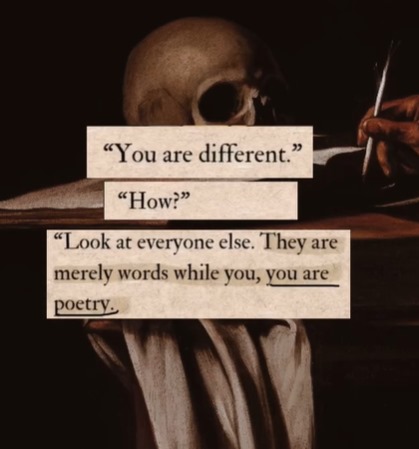 “You are different.”
“How?”
“Look at everyone else. They are
merely words while you, you are
poetry.